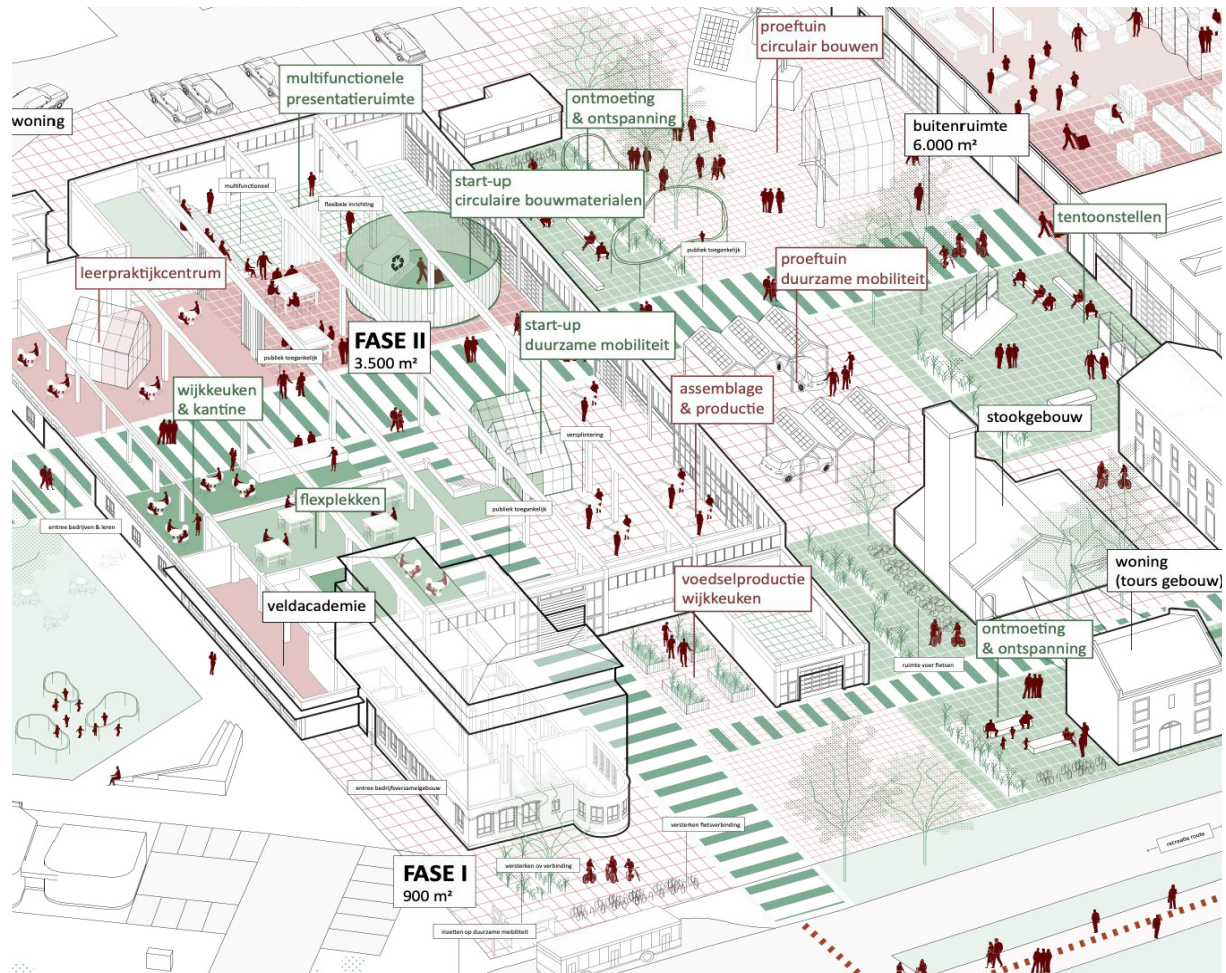 proeftuin
circulair bouwen
multifunctionele
presentatieruimte
ontmoeting
& ontspanning
woning
buitenruimte
6.000 m²
start-up
circulaire bouwmaterialen
multifunctioneel
flexibele inrichting
tentoonstellen
publiek toegankelijk
leerpraktijkcentrum
proeftuin
duurzame mobiliteit
FASE II
3.500 m²
start-up
duurzame mobiliteit
publiek toegankelijk
wijkkeuken
& kantine
assemblage
& productie
stookgebouw
versplintering
flexplekken
publiek toegankelijk
entree bedrijven & leren
voedselproductie
wijkkeuken
woning
(tours gebouw)
veldacademie
ontmoeting
& ontspanning
ruimte voor fietsen
entree bedrijfsverzamelgebouw
versterken fietsverbinding
recreatie route
FASE I
900 m²
versterken ov verbinding
inzetten op duurzame mobiliteit